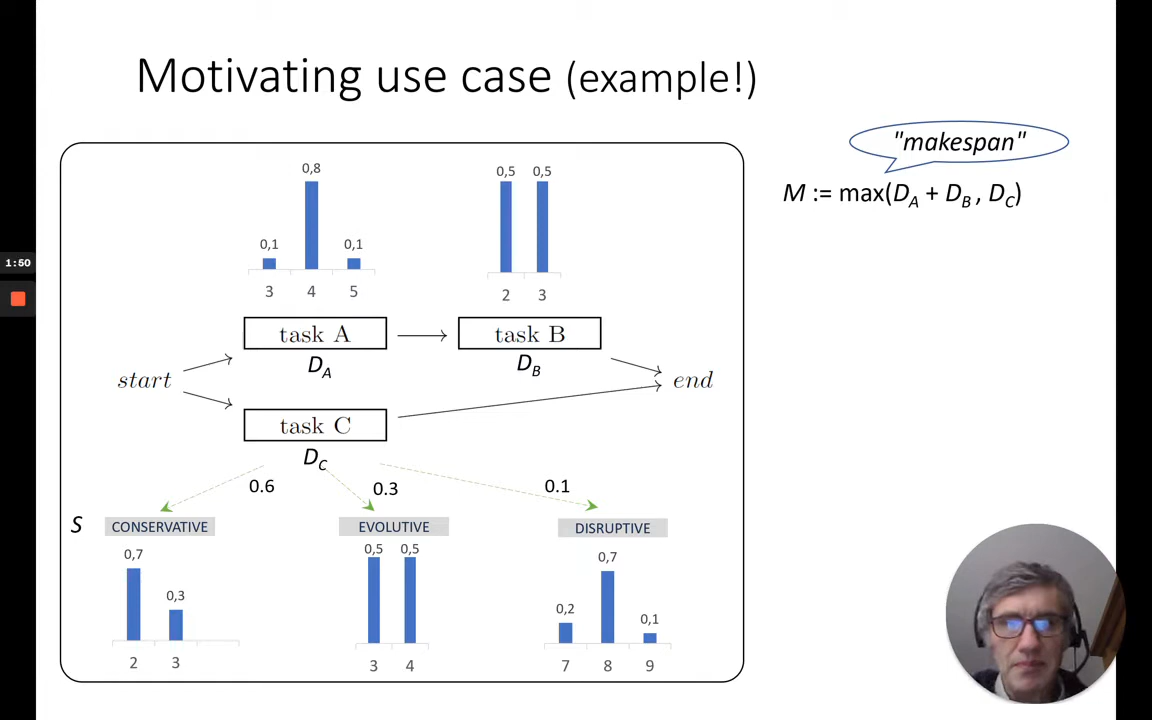 Motivating use case (example!)
"makespan"
M := max(D_A + D_B , D_C)
0,8
0,1 0,1
3 4 5
0,5 0,5
2 3
1:50
task A
D_A
task B
D_B
start
end
task C
D_C
0.6 0.3 0.1
S
CONSERVATIVE
EVOLUTIVE
DISRUPTIVE
0,7
0,3
2 3
0,5 0,5
3 4
0,7
0,2
0,1
7 8 9